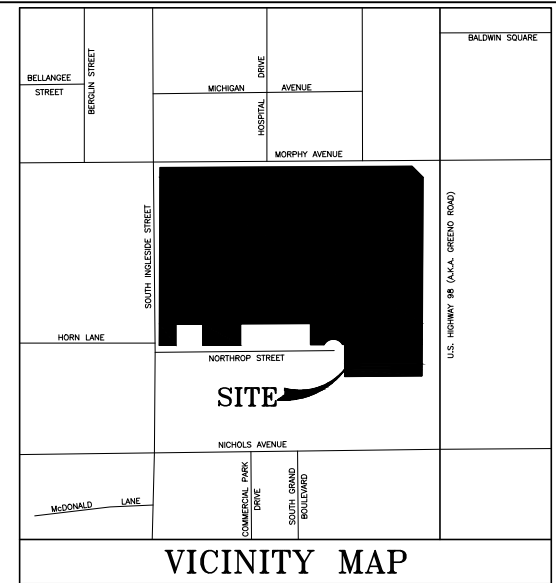 BALDWIN SQUARE
BELLANGEE
STREET
BERGLIN STREET
MICHIGAN AVENUE
HOSPITAL DRIVE
MORPHY AVENUE
SOUTH INGLESIDE STREET
U.S. HIGHWAY 98 (A.K.A. GREENO ROAD)
HORN LANE
NORTHROP STREET
SITE
NICHOLS AVENUE
COMMERCIAL PARK
DRIVE
SOUTH GRAND
BOULEVARD
McDONALD LANE
VICINITY MAP